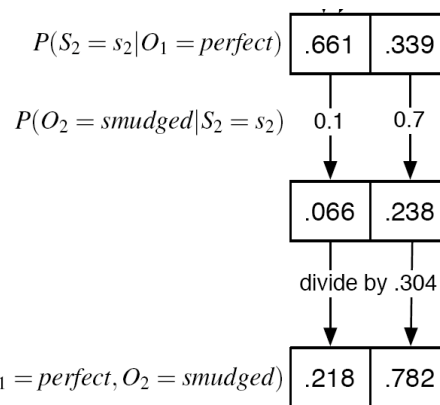 P(S₂ = s₂|O₁ = perfect) .661 .339
P(O₂ = smudged|S₂ = s₂) 0.1 0.7
.066 .238
divide by .304
₁ = perfect, O₂ = smudged) .218 .782